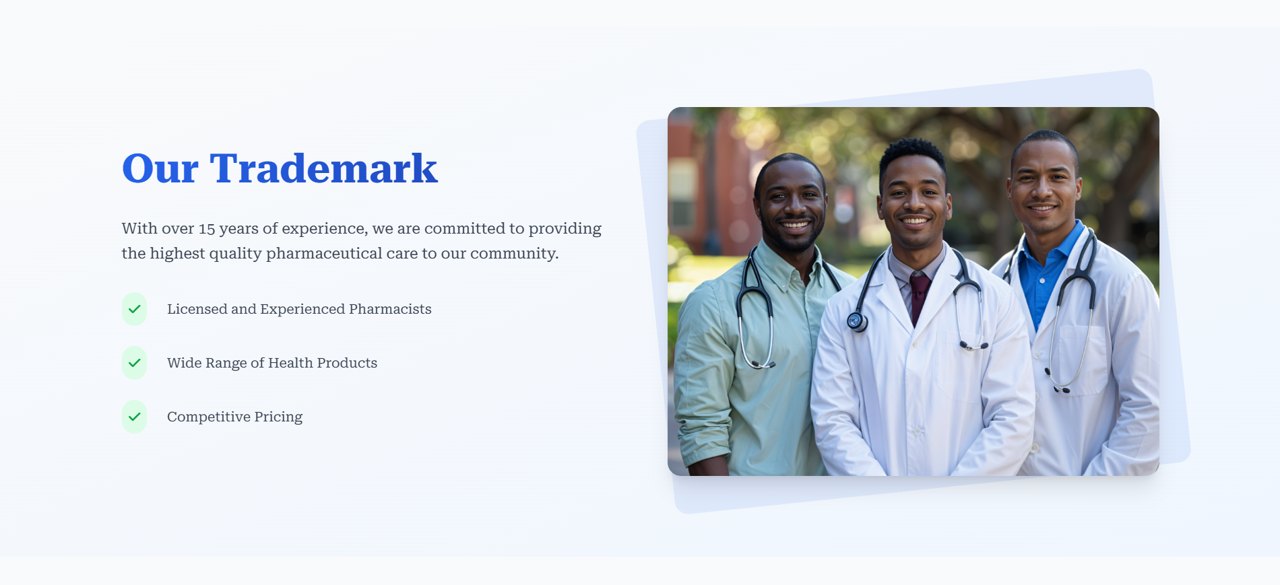 Our Trademark
With over 15 years of experience, we are committed to providing
the highest quality pharmaceutical care to our community.
Licensed and Experienced Pharmacists
Wide Range of Health Products
Competitive Pricing